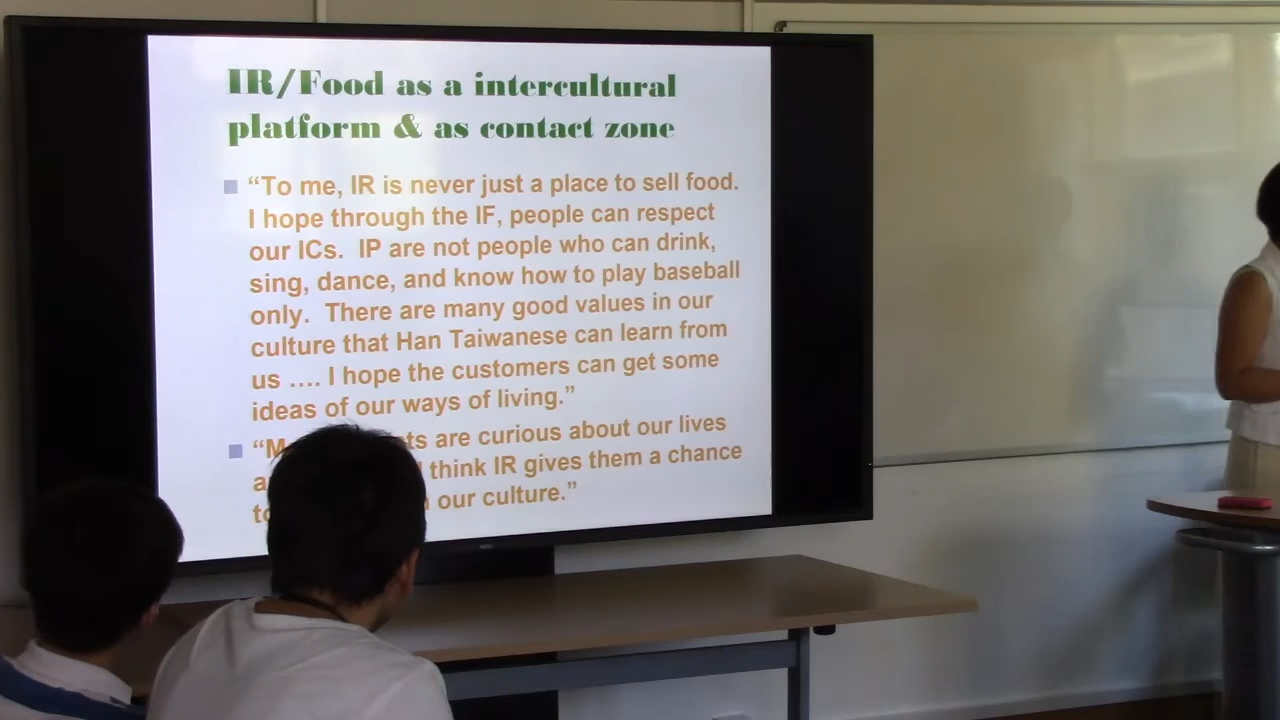 IR/Food as a intercultural
platform & as contact zone
“To me, IR is never just a place to sell food.
I hope through the IF, people can respect
our ICs. IP are not people who can drink,
sing, dance, and know how to play baseball
only. There are many good values in our
culture that Han Taiwanese can learn from
us …. I hope the customers can get some
ideas of our ways of living.”
are curious about our lives
think IR gives them a chance
our culture.”